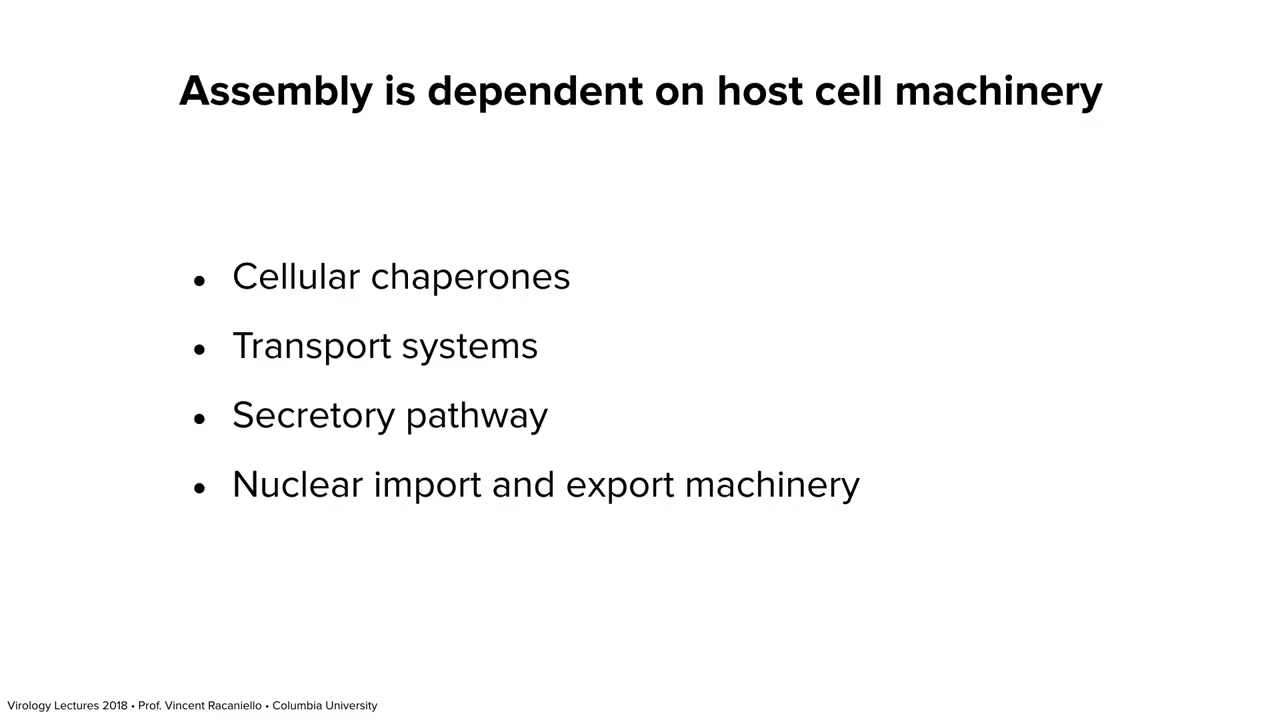 Assembly is dependent on host cell machinery
• Cellular chaperones
• Transport systems
• Secretory pathway
• Nuclear import and export machinery
Virology Lectures 2018 • Prof. Vincent Racaniello • Columbia University